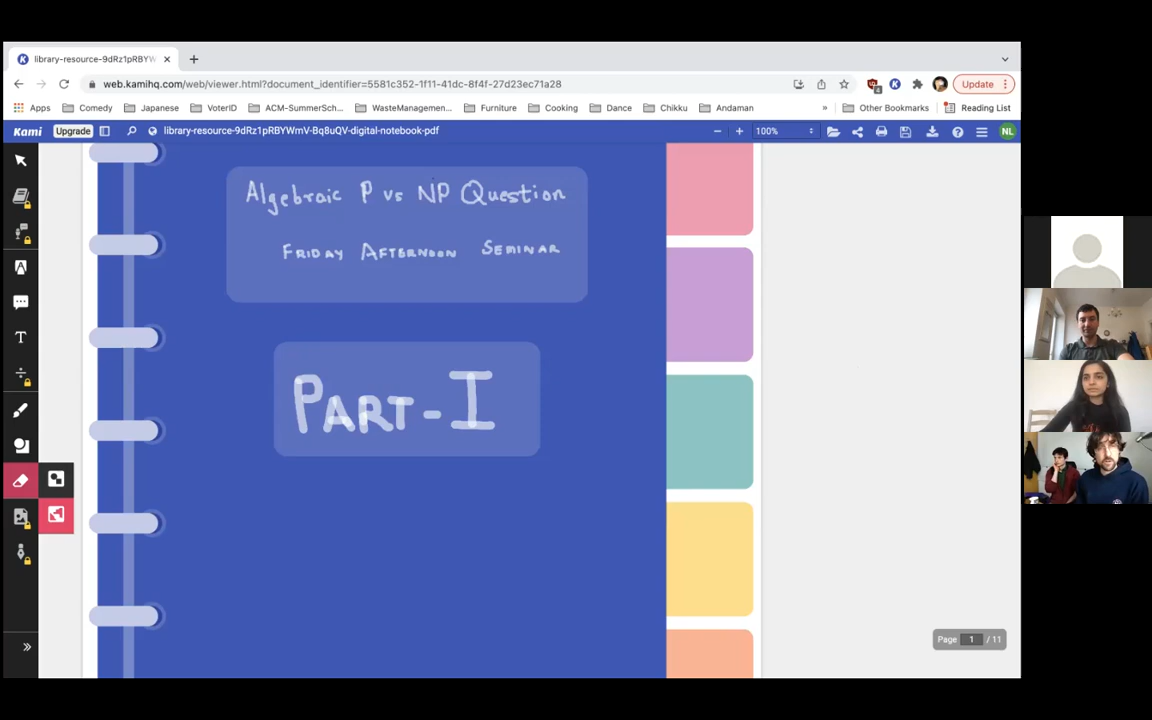 library-resource-9dRz1pRBYW
web.kamihq.com/web/viewer.html?document_identifier=5581c352-1f11-41dc-8f4f-27d23ec71a28
Update
Apps Comedy Japanese VoterID ACM-SummerSch... WasteManagemen... Furniture Cooking Dance Chikku Andaman » Other Bookmarks Reading List
Kami Upgrade library-resource-9dRz1pRBYWmV-Bq8uQV-digital-notebook-pdf 100% NL
Algebraic P vs NP Question
FRIDAY AFTERNOON SEMINAR
PART-I
T
Page 1 / 11